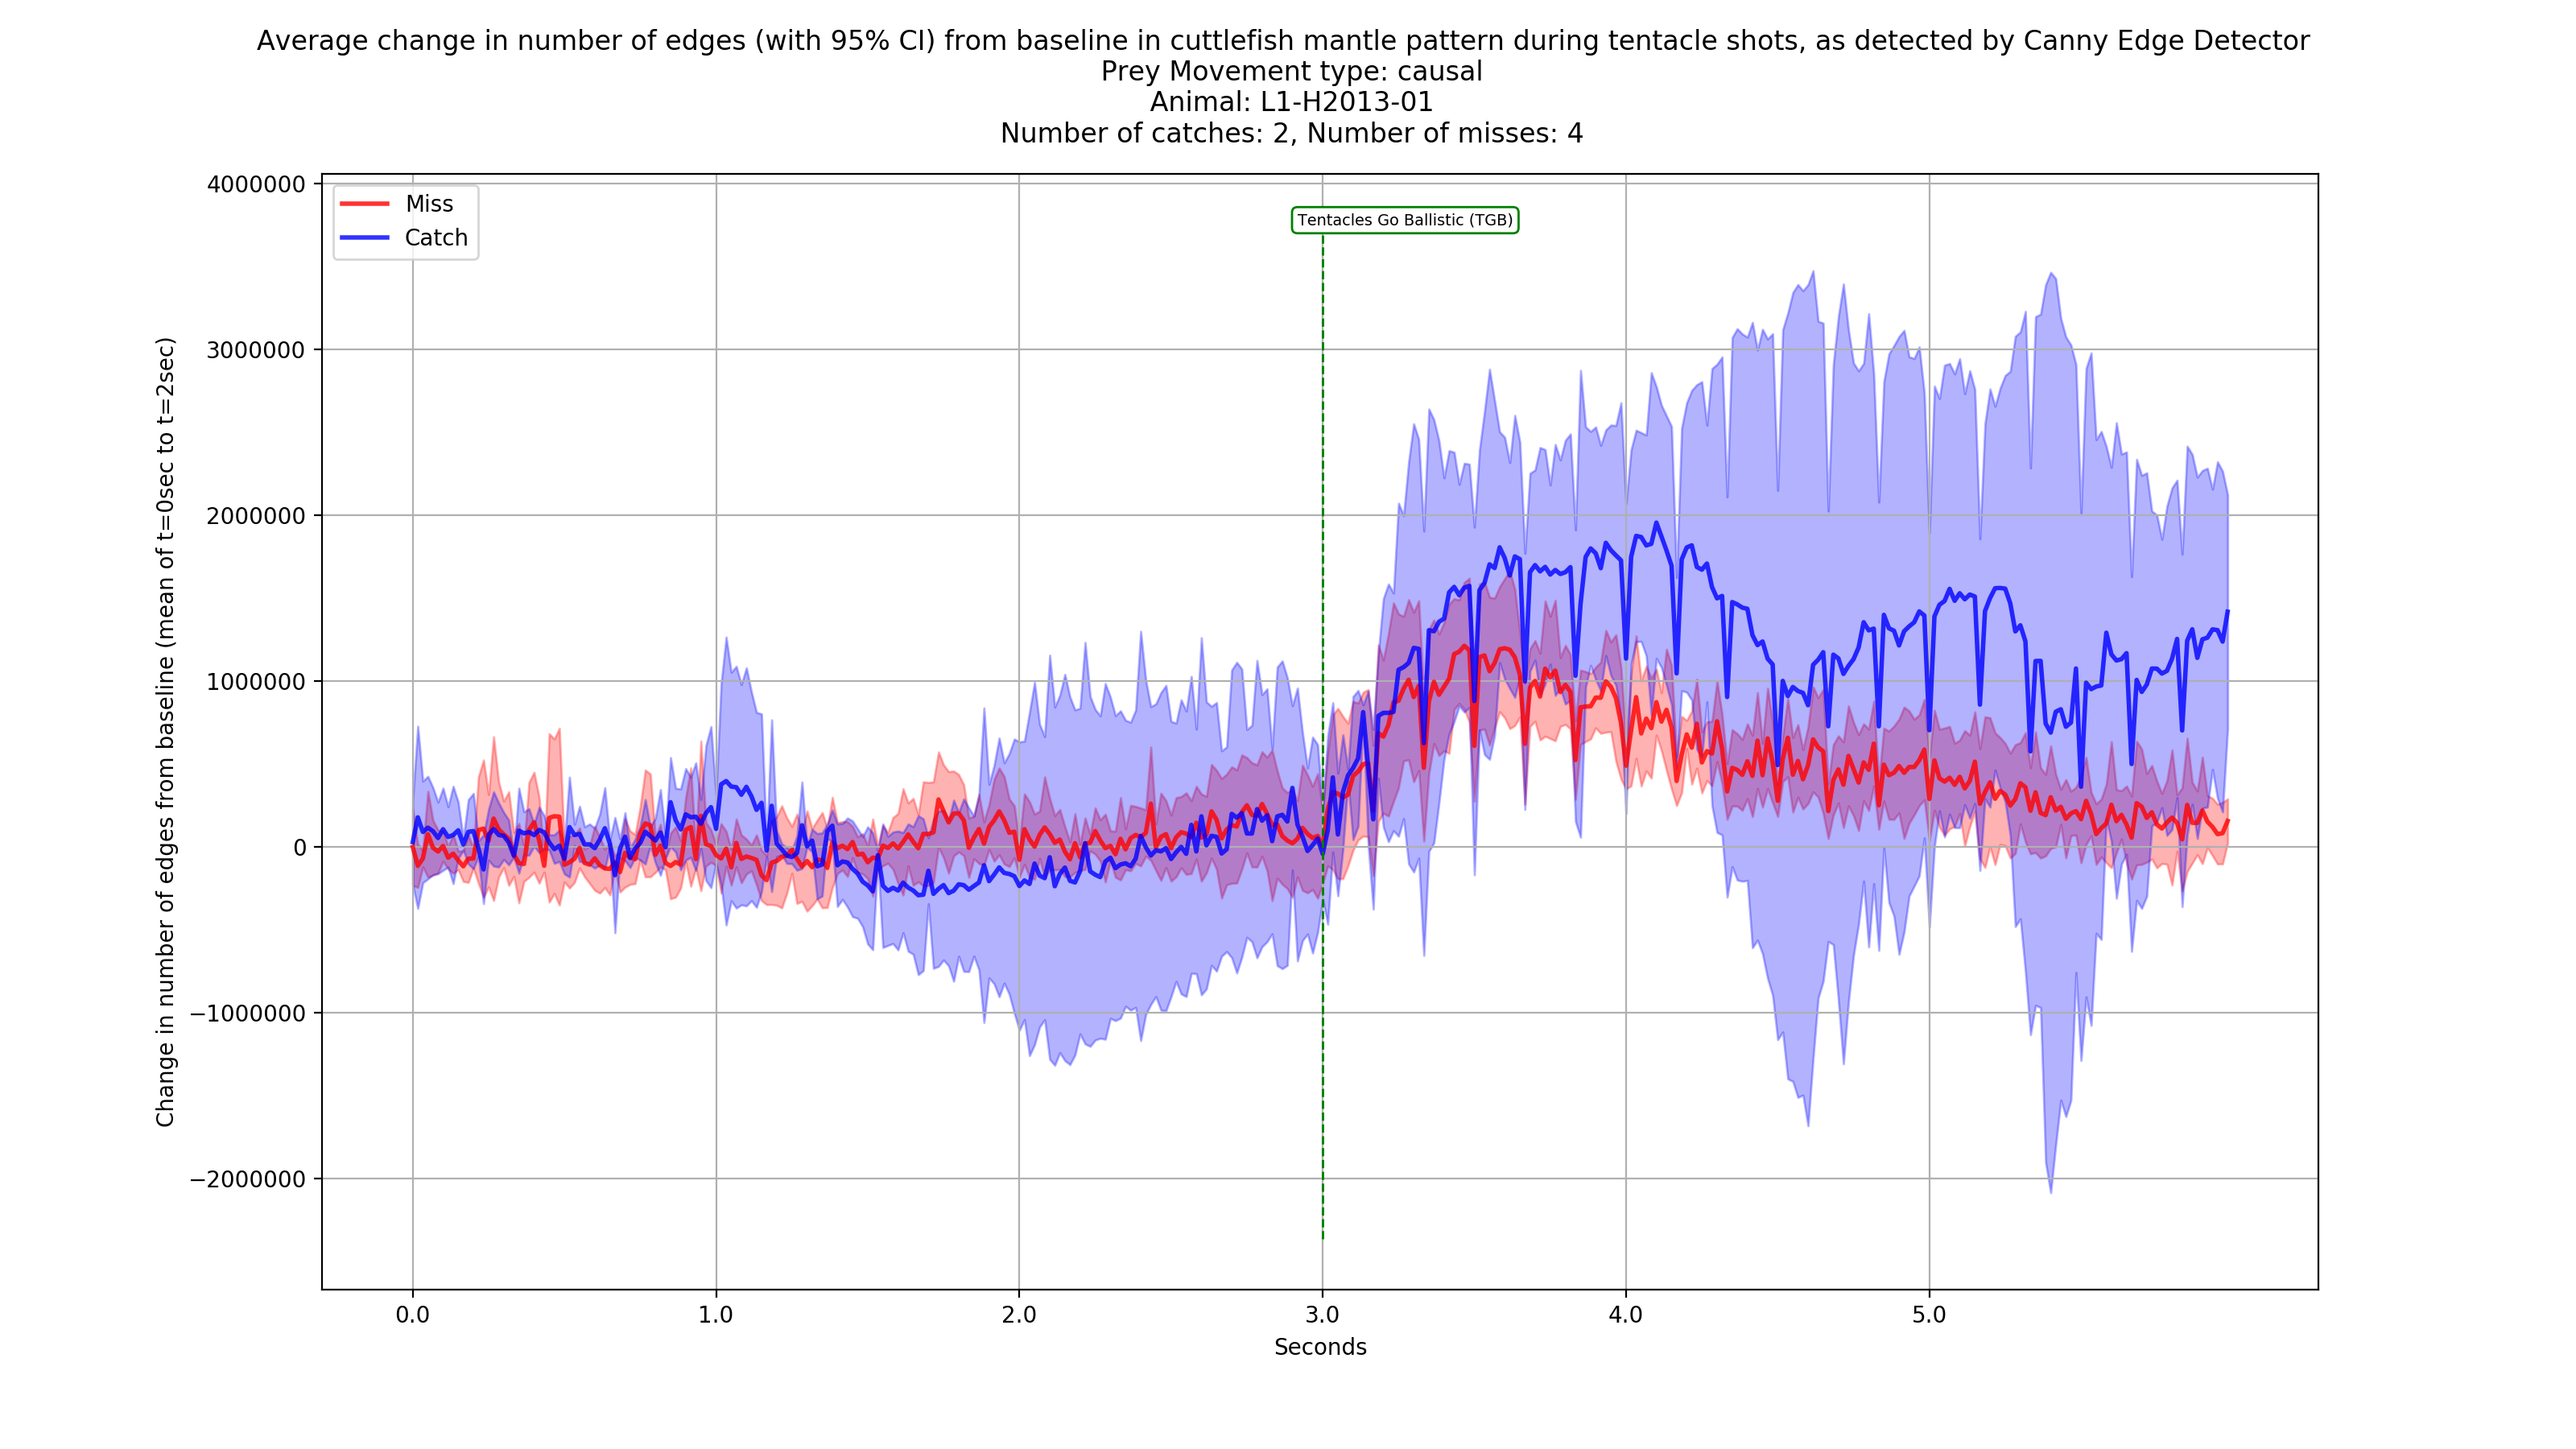 Average change in number of edges (with 95% CI) from baseline in cuttlefish mantle pattern during tentacle shots, as detected by Canny Edge Detector
Prey Movement type: causal
Animal: L1-H2013-01
Number of catches: 2, Number of misses: 4
Miss
Catch
Tentacles Go Ballistic (TGB)
Change in number of edges from baseline (mean of t=0sec to t=2sec)
4000000
3000000
2000000
1000000
0
−1000000
−2000000
0.0 1.0 2.0 3.0 4.0 5.0
Seconds